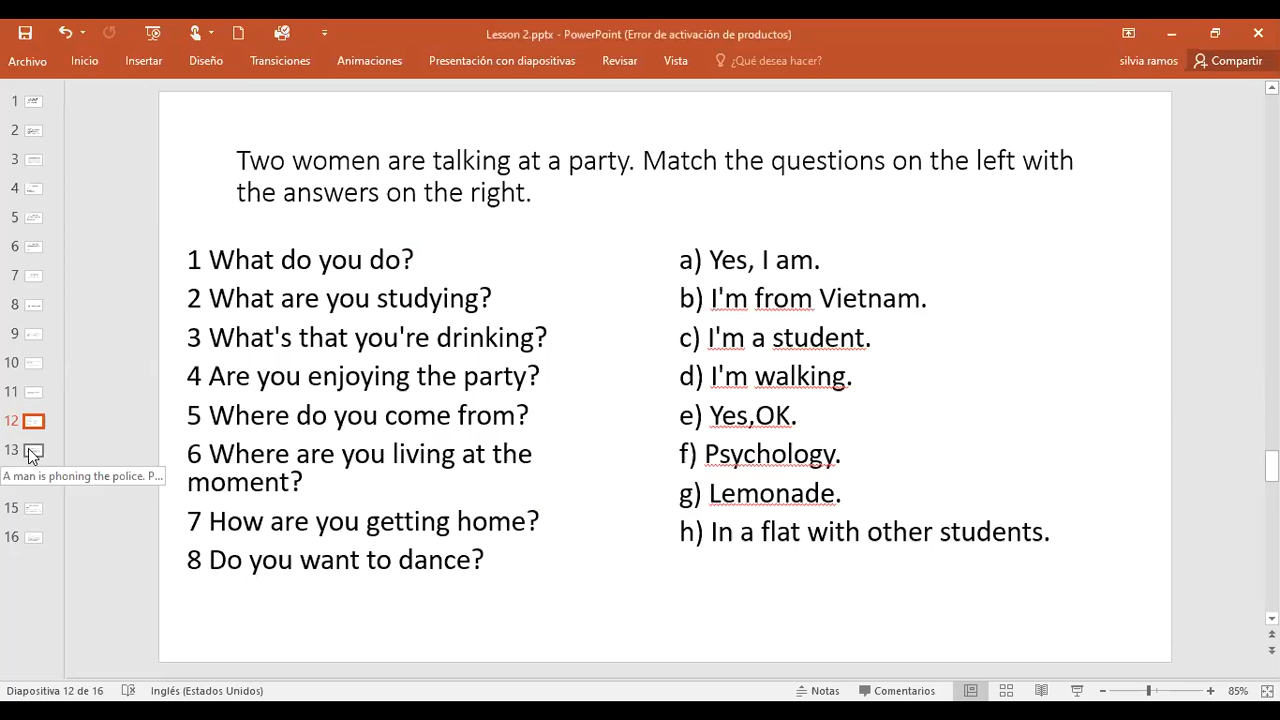 Lesson 2.pptx - PowerPoint (Error de activación de productos)
Archivo Inicio Insertar Diseño Transiciones Animaciones Presentación con diapositivas Revisar Vista ¿Qué desea hacer? silvia ramos Compartir
Two women are talking at a party. Match the questions on the left with
the answers on the right.
1 What do you do?
2 What are you studying?
3 What's that you're drinking?
4 Are you enjoying the party?
5 Where do you come from?
6 Where are you living at the
moment?
7 How are you getting home?
8 Do you want to dance?
a) Yes, I am.
b) I'm from Vietnam.
c) I'm a student.
d) I'm walking.
e) Yes,OK.
f) Psychology.
g) Lemonade.
h) In a flat with other students.
1
2
3
4
5
6
7
8
9
10
11
12
13
A man is phoning the police. P...
15
16
Diapositiva 12 de 16 Inglés (Estados Unidos) Notas Comentarios 85%